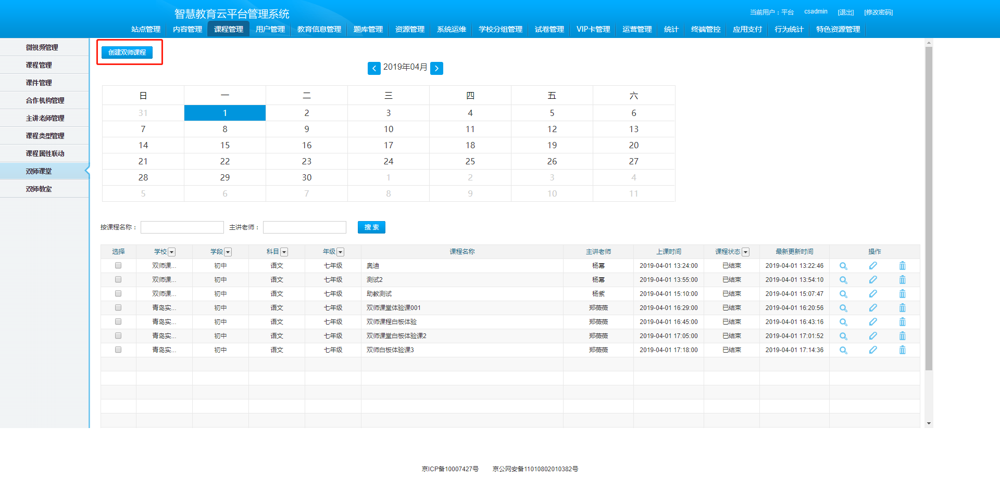 智慧教育云平台管理系统
当前用户：平台 csadmin [退出] [修改密码]
站点管理 内容管理 课程管理 用户管理 教育信息管理 题库管理 资源管理 系统运维 学校分组管理 试卷管理 VIP卡管理 运营管理 统计 终端管控 应用支付 行为统计 特色资源管理
微视频管理
课程管理
课件管理
合作机构管理
主讲老师管理
课程类型管理
课程属性联动
双师课堂
双师教室
创建双师课程
2019年04月
日 一 二 三 四 五 六
31 1 2 3 4 5 6
7 8 9 10 11 12 13
14 15 16 17 18 19 20
21 22 23 24 25 26 27
28 29 30 1 2 3 4
5 6 7 8 9 10 11
按课程名称： 主讲老师： 搜 索
选择 学校 学段 科目 年级 课程名称 主讲老师 上课时间 课程状态 最新更新时间 操作
双师课... 初中 语文 七年级 奥迪 杨幂 2019-04-01 13:24:00 已结束 2019-04-01 13:22:46
双师课... 初中 语文 七年级 测试2 杨幂 2019-04-01 13:55:00 已结束 2019-04-01 13:54:10
双师课... 初中 语文 七年级 助教测试 杨紫 2019-04-01 15:10:00 已结束 2019-04-01 15:07:47
青岛实... 初中 语文 七年级 双师课堂体验课001 郑薇薇 2019-04-01 16:29:00 已结束 2019-04-01 16:20:56
青岛实... 初中 语文 七年级 双师课程白板体验 郑薇薇 2019-04-01 16:45:00 已结束 2019-04-01 16:43:16
青岛实... 初中 语文 七年级 双师课堂白板体验课2 郑薇薇 2019-04-01 17:05:00 已结束 2019-04-01 17:01:52
青岛实... 初中 语文 七年级 双师白板体验课3 郑薇薇 2019-04-01 17:18:00 已结束 2019-04-01 17:14:36
京ICP备10007427号 京公网安备11010802010382号